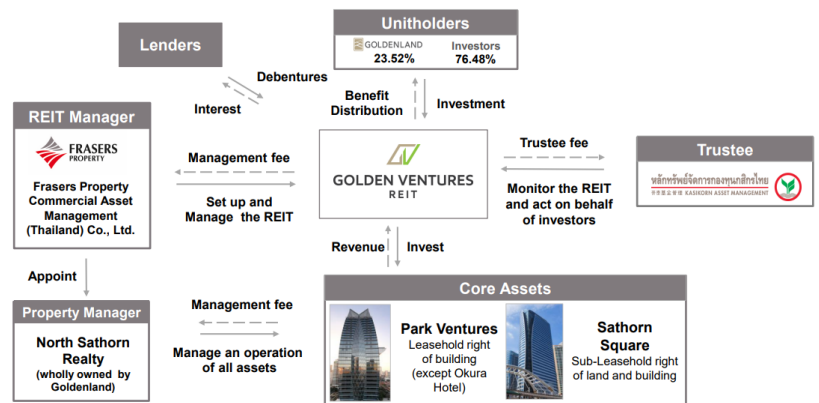 Lenders
Unitholders
GOLDENLAND
23.52%
Investors
76.48%
Debentures
Interest
Benefit
Distribution
Investment
REIT Manager
FRASERS
PROPERTY
Frasers Property
Commercial Asset
Management
(Thailand) Co., Ltd.
Management fee
Set up and
Manage the REIT
GOLDEN VENTURES
REIT
Trustee fee
Monitor the REIT
and act on behalf
of investors
Trustee
หลักทรัพย์จัดการกองทุนกสิกรไทย
KASIKORN ASSET MANAGEMENT
Revenue
Invest
Appoint
Property Manager
North Sathorn
Realty
(wholly owned by
Goldenland)
Management fee
Manage an operation
of all assets
Core Assets
Park Ventures
Leasehold right
of building
(except Okura
Hotel)
Sathorn
Square
Sub-Leasehold right
of land and building